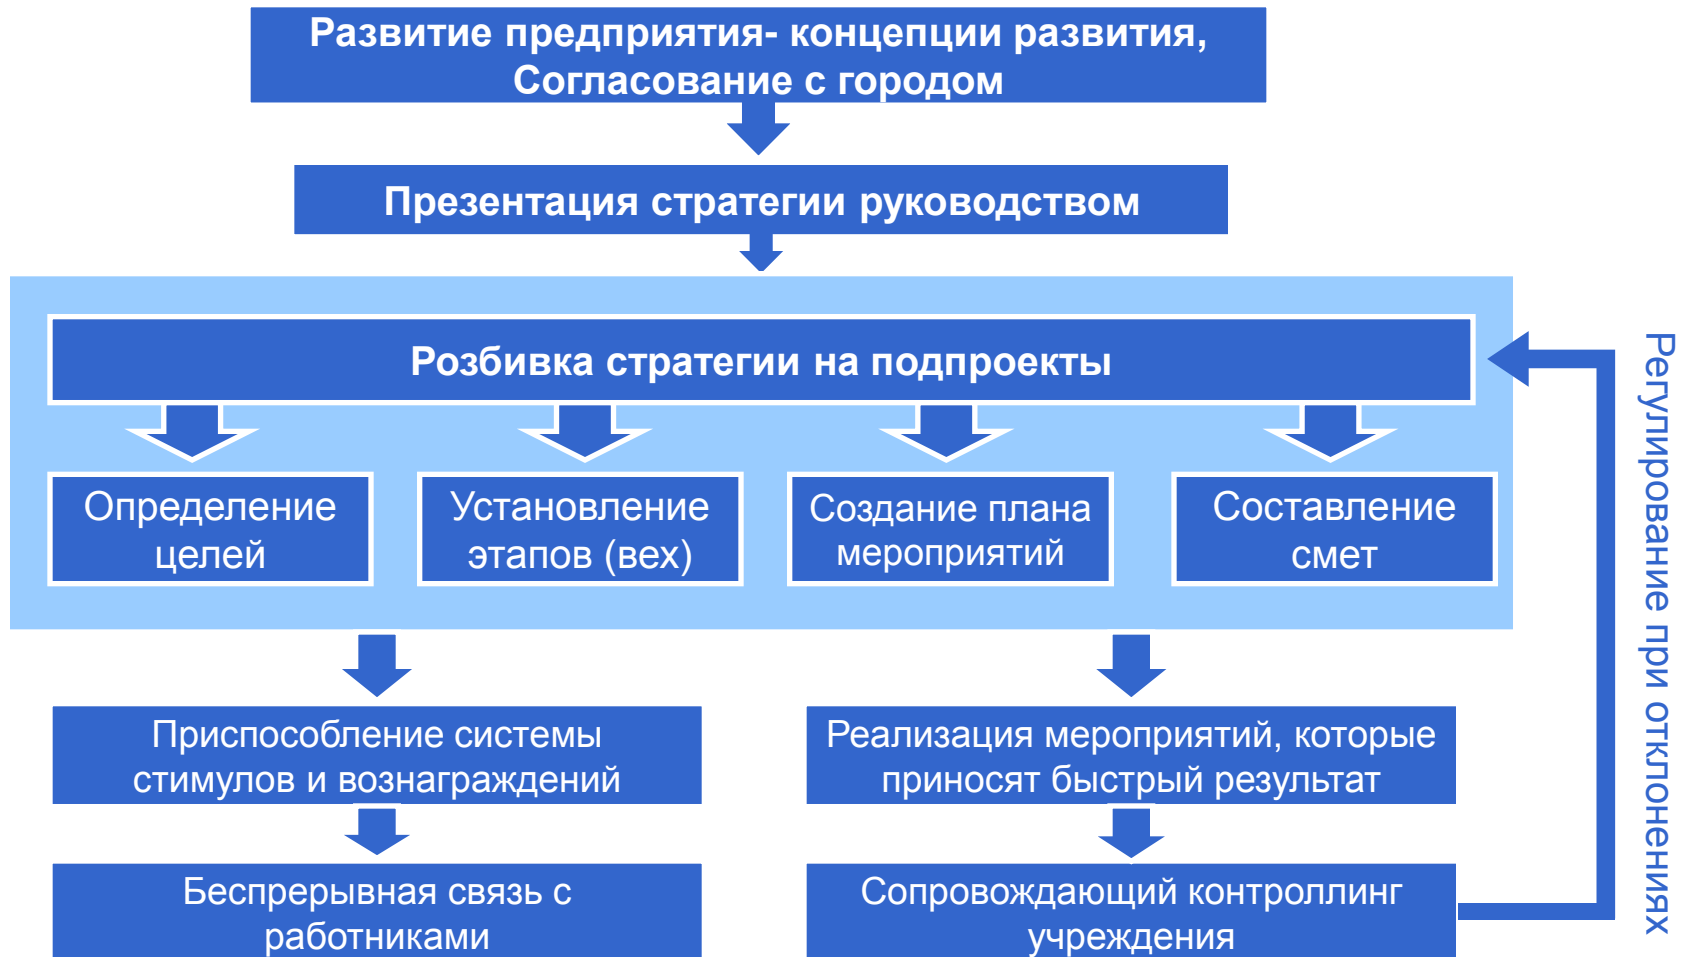 Развитие предприятия- концепции развития,
Согласование с городом
Презентация стратегии руководством
Розбивка стратегии на подпроекты
Определение
целей
Установление
этапов (вех)
Создание плана
мероприятий
Составление
смет
Регулирование при отклонениях
Приспособление системы
стимулов и вознаграждений
Реализация мероприятий, которые
приносят быстрый результат
Беспрерывная связь с
работниками
Сопровождающий контроллинг
учреждения